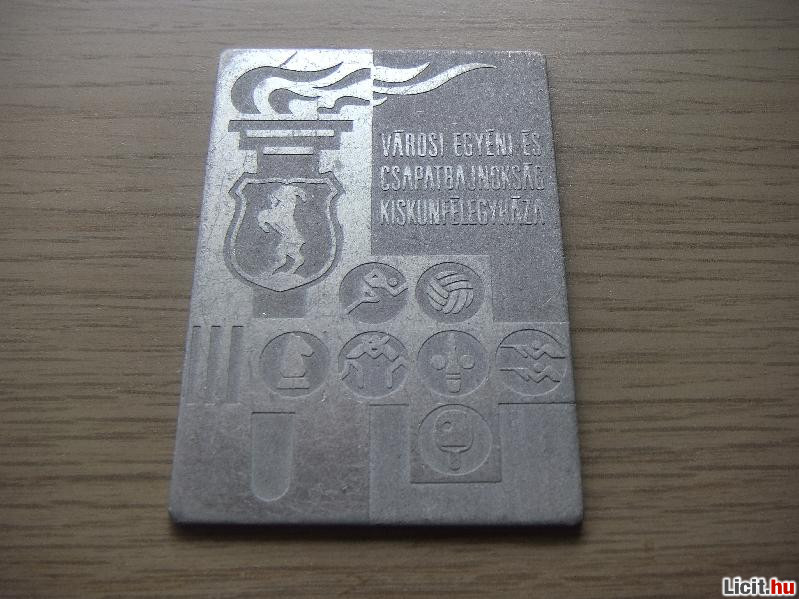 VÁROSI EGYÉNI ÉS
CSAPATBAJNOKSÁG
KISKUNFÉLEGYHÁZA
Licit.hu